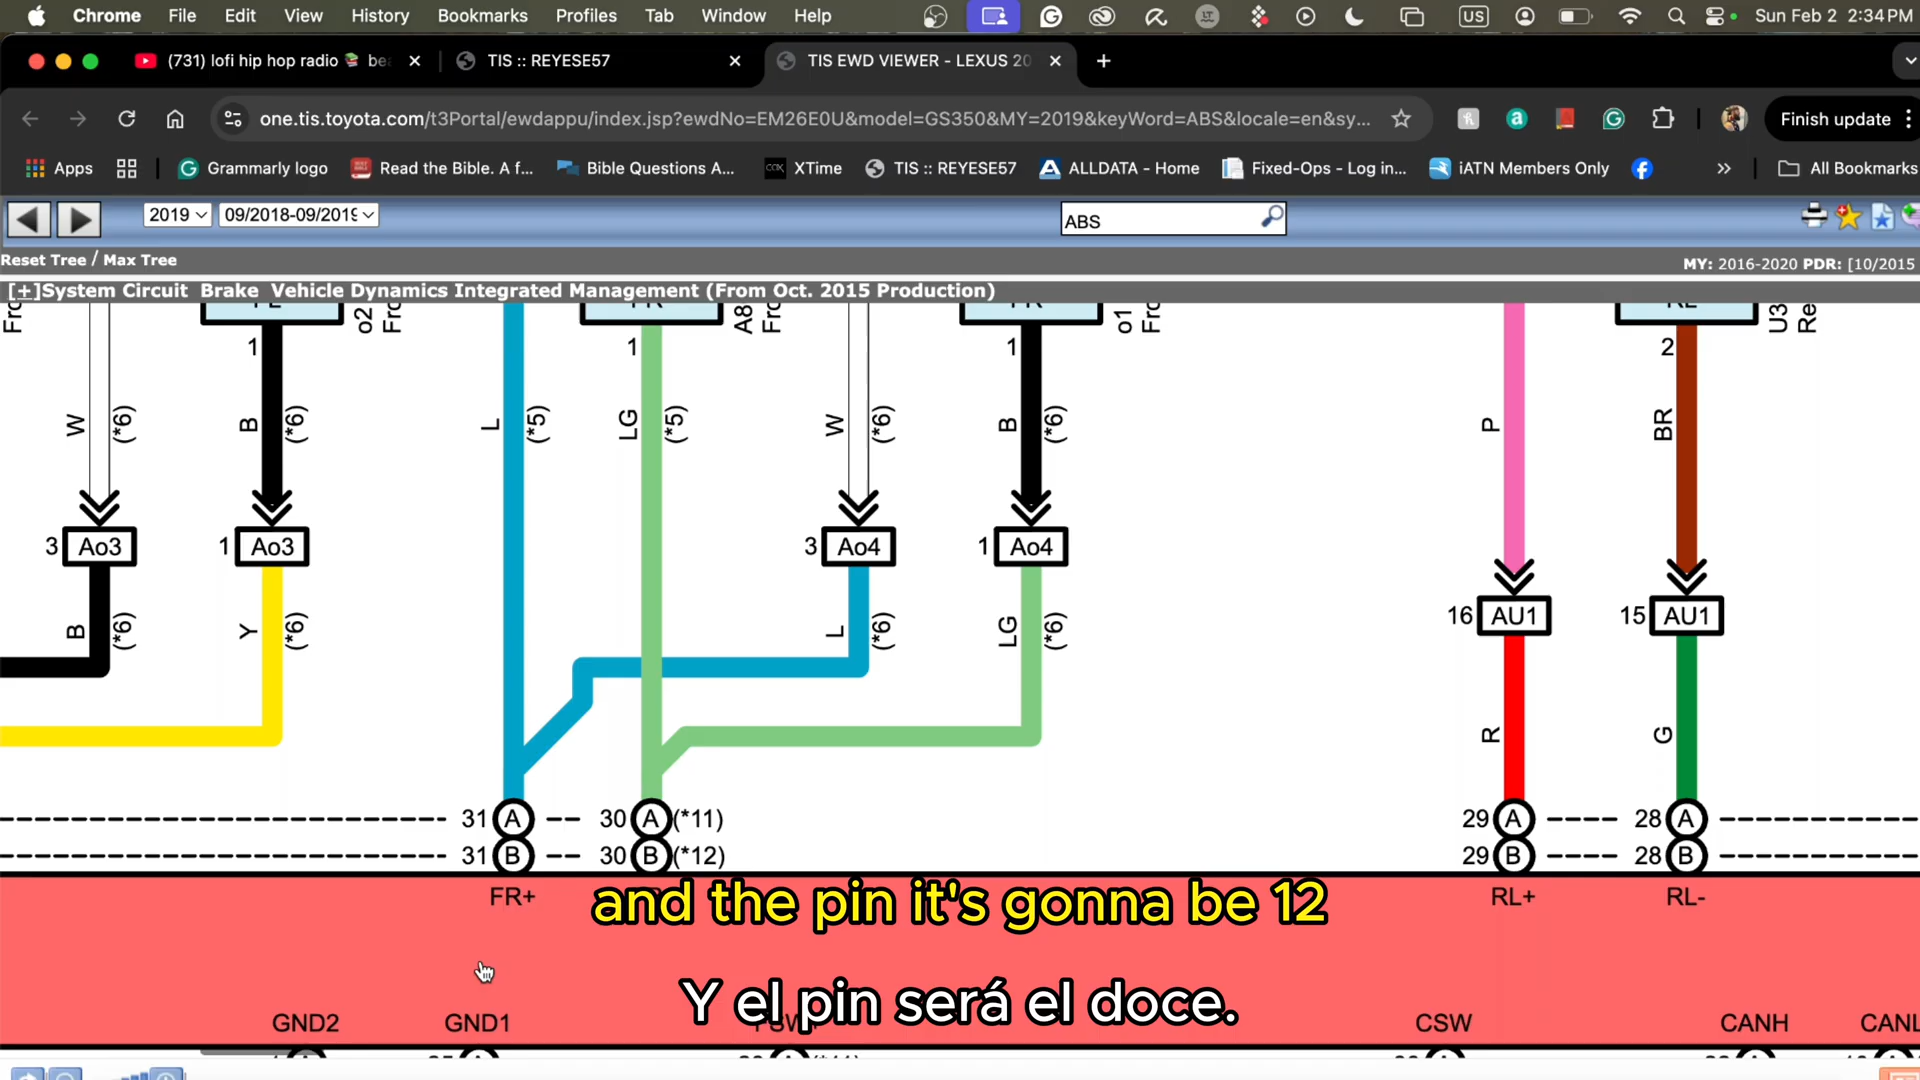 Chrome File Edit View History Bookmarks Profiles Tab Window Help US Sun Feb 2 2:34 PM
(731) lofi hip hop radio TIS :: REYESE57 TIS EWD VIEWER - LEXUS 20
one.tis.toyota.com/t3Portal/ewdappu/index.jsp?ewdNo=EM26E0U&model=GS350&MY=2019&keyWord=ABS&locale=en&sy... Finish update
Apps Grammarly logo Read the Bible. A f... Bible Questions A... COX XTime TIS :: REYESE57 ALLDATA - Home Fixed-Ops - Log in... iATN Members Only » All Bookmarks
2019 09/2018-09/2019 ABS
Reset Tree / Max Tree
MY: 2016-2020 PDR: [10/2015
[+]System Circuit Brake Vehicle Dynamics Integrated Management (From Oct. 2015 Production)
Fro o2 Fro A8 Fro o1 Fro U3 Re
1 1 1 2
W (*6) B (*6) L (*5) LG (*5) W (*6) B (*6) P BR
3 Ao3 1 Ao3 3 Ao4 1 Ao4
16 AU1 15 AU1
B (*6) Y (*6) L (*6) LG (*6)
R G
31 A 30 A (*11) 29 A 28 A
31 B 30 B (*12) 29 B 28 B
FR+ RL+ RL-
and the pin it's gonna be 12
Y el pin será el doce.
GND2 GND1 CSW CANH CANL